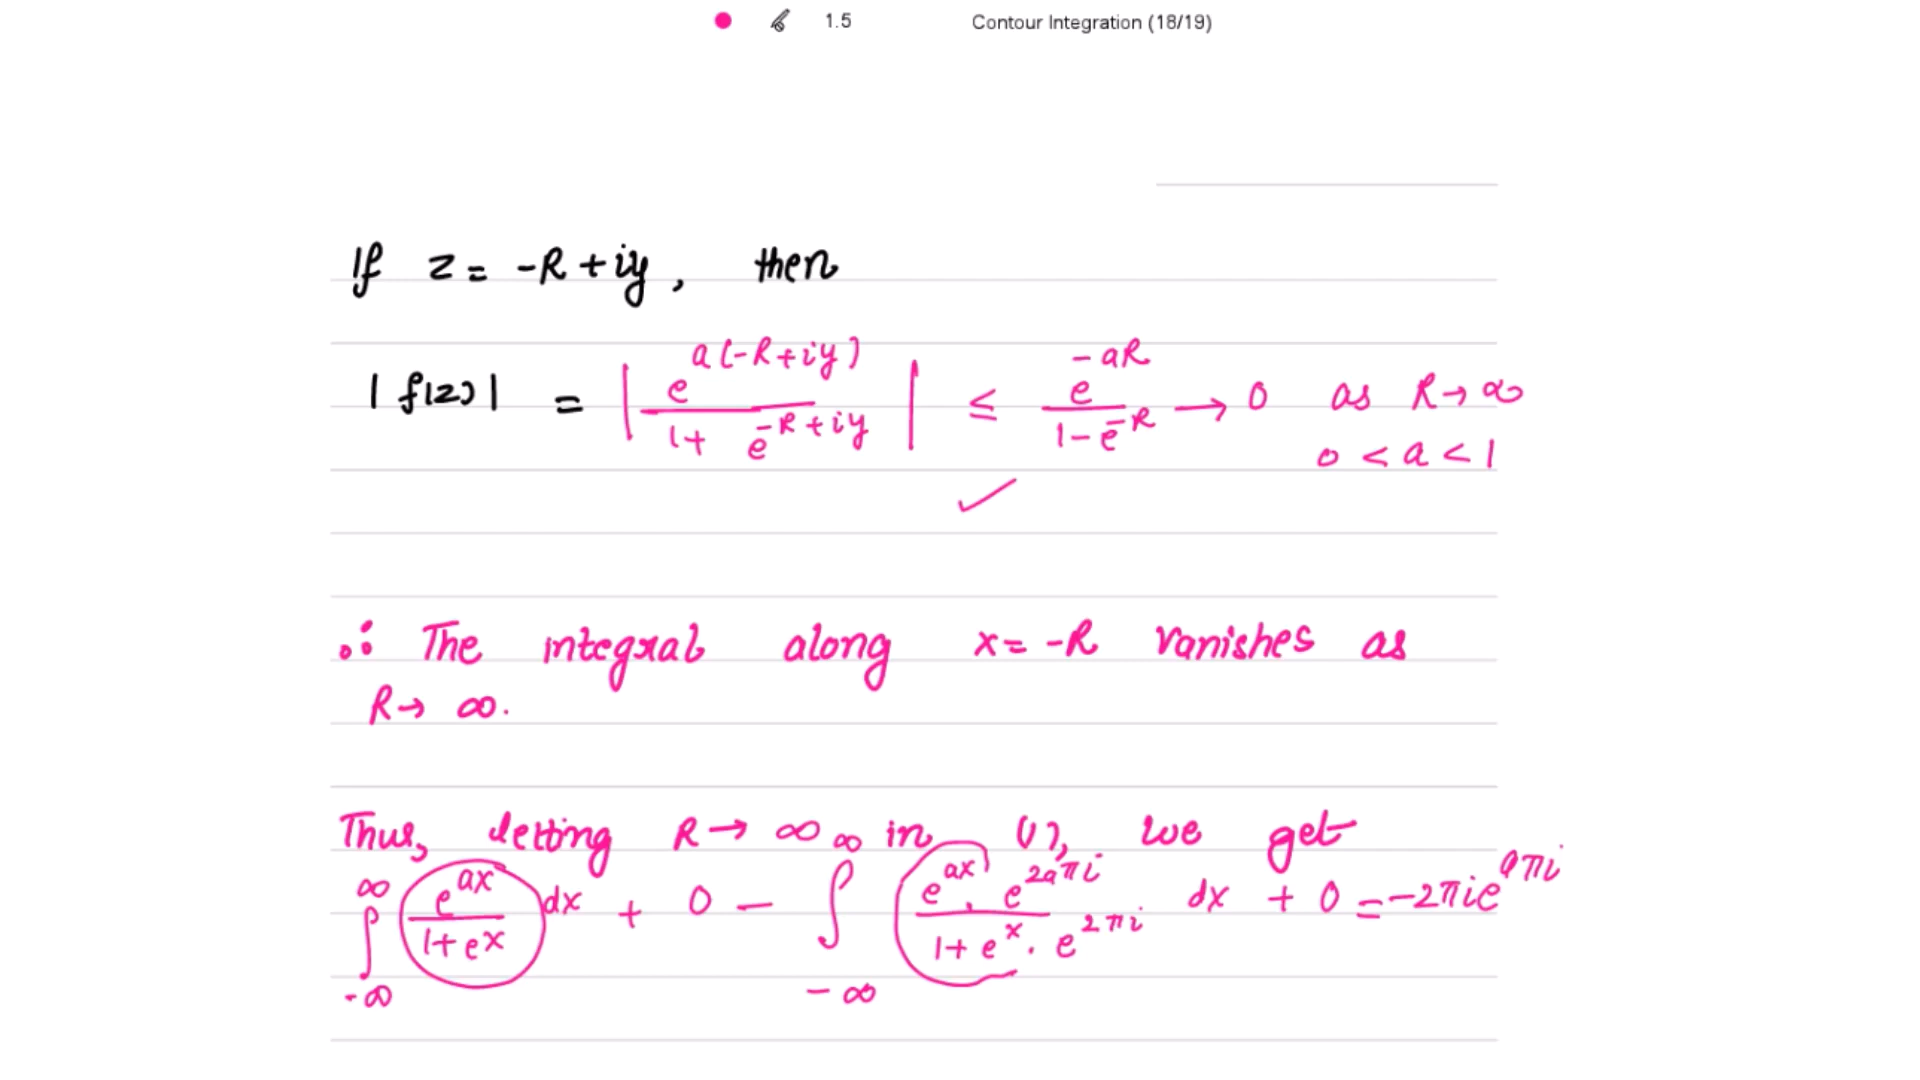 1.5 Contour Integration (18/19)
If z = -R + iy, then
|f(z)| = | e^{a(-R+iy)} / (1 + e^{-R+iy}) | ≤ e^{-aR} / (1 - e^{-R}) → 0 as R → ∞
0 < a < 1
✓
∴ The integral along x = -R vanishes as
R → ∞.
Thus, letting R → ∞ in (1), we get
∫_{-∞}^{∞} e^{ax} / (1 + e^x) dx + 0 - ∫_{-∞}^{∞} e^{ax} . e^{2aπi} / (1 + e^x . e^{2πi}) dx + 0 = -2πi e^{aπi}